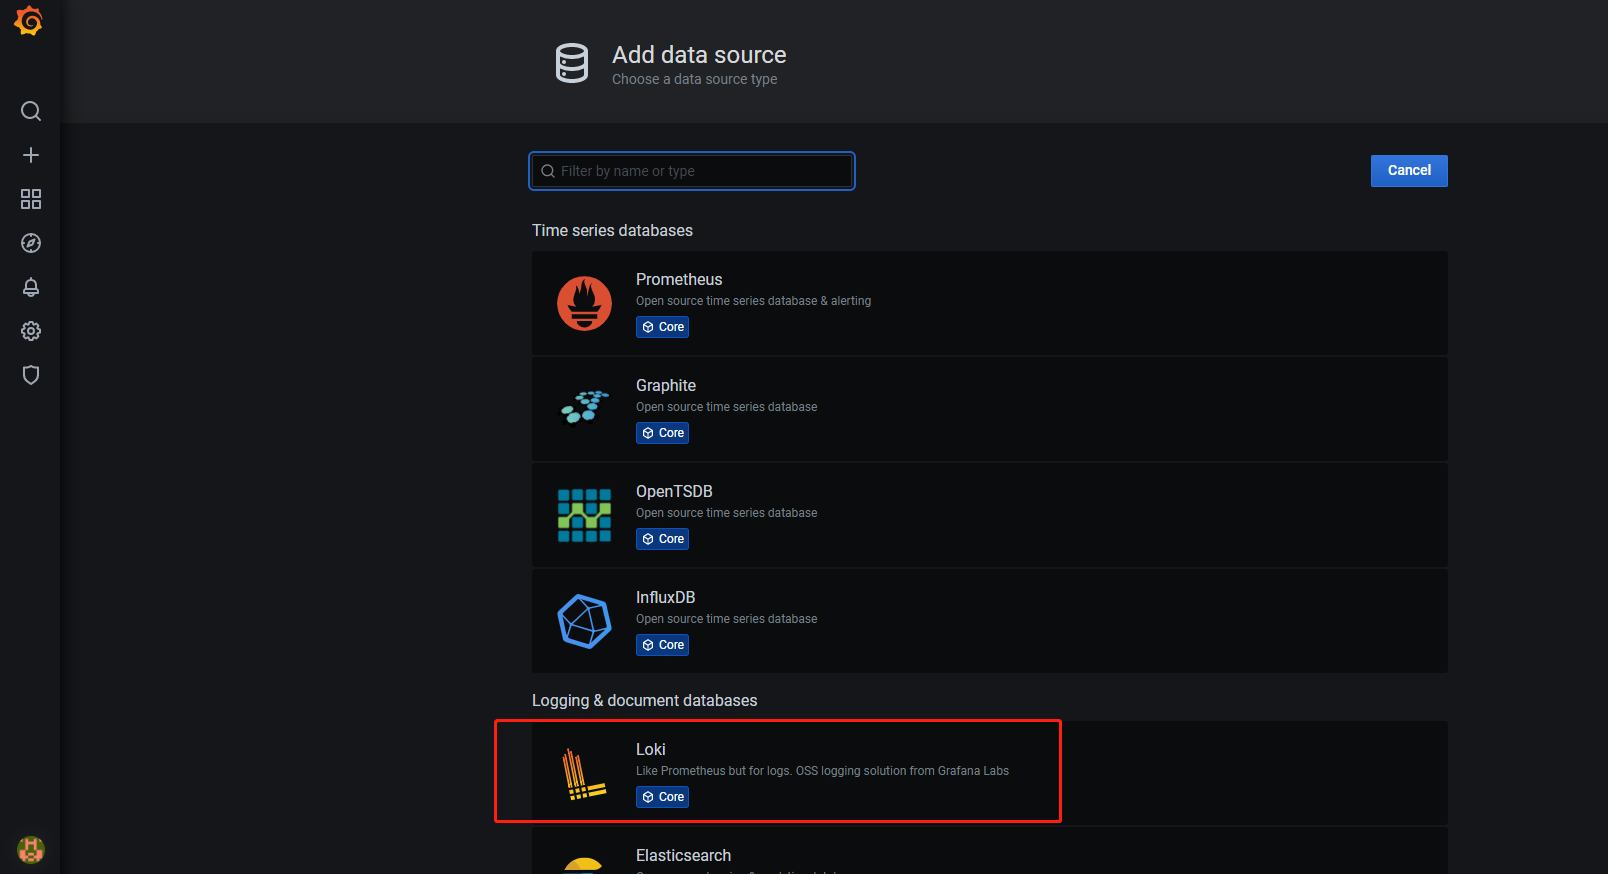 Add data source
Choose a data source type
Filter by name or type
Cancel
Time series databases
Prometheus
Open source time series database & alerting
Core
Graphite
Open source time series database
Core
OpenTSDB
Open source time series database
Core
InfluxDB
Open source time series database
Core
Logging & document databases
Loki
Like Prometheus but for logs. OSS logging solution from Grafana Labs
Core
Elasticsearch